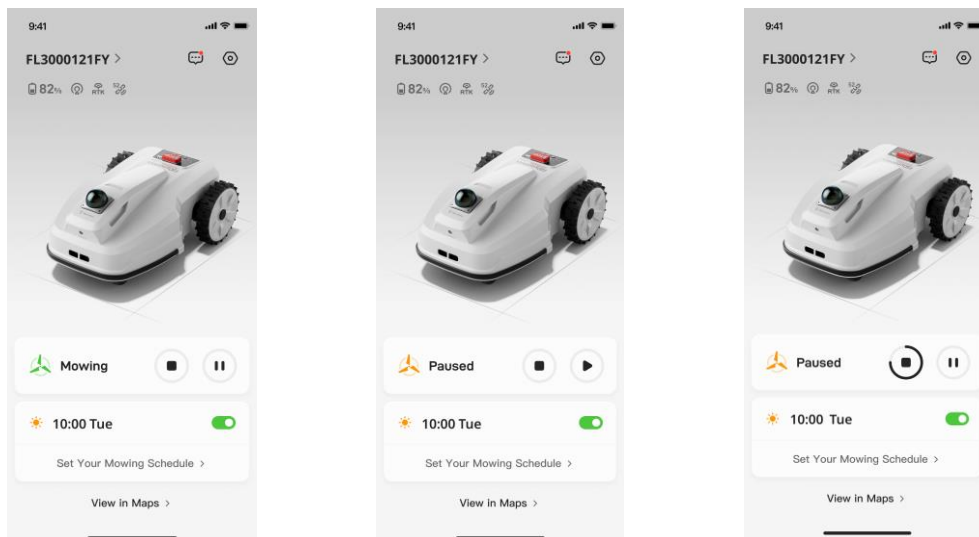 9:41
FL3000121FY >
82%
RTK
Mowing
10:00 Tue
Set Your Mowing Schedule >
View in Maps >
9:41
FL3000121FY >
82%
RTK
Paused
10:00 Tue
Set Your Mowing Schedule >
View in Maps >
9:41
FL3000121FY >
82%
RTK
Paused
10:00 Tue
Set Your Mowing Schedule >
View in Maps >